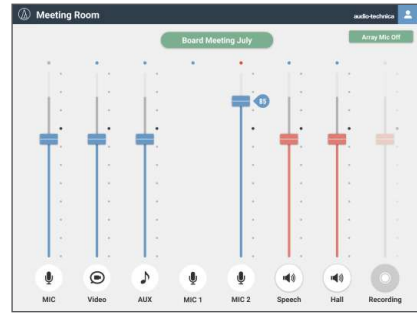 Meeting Room
audio-technica
Board Meeting July
Array Mic Off
85
MIC
Video
AUX
MIC 1
MIC 2
Speech
Hall
Recording